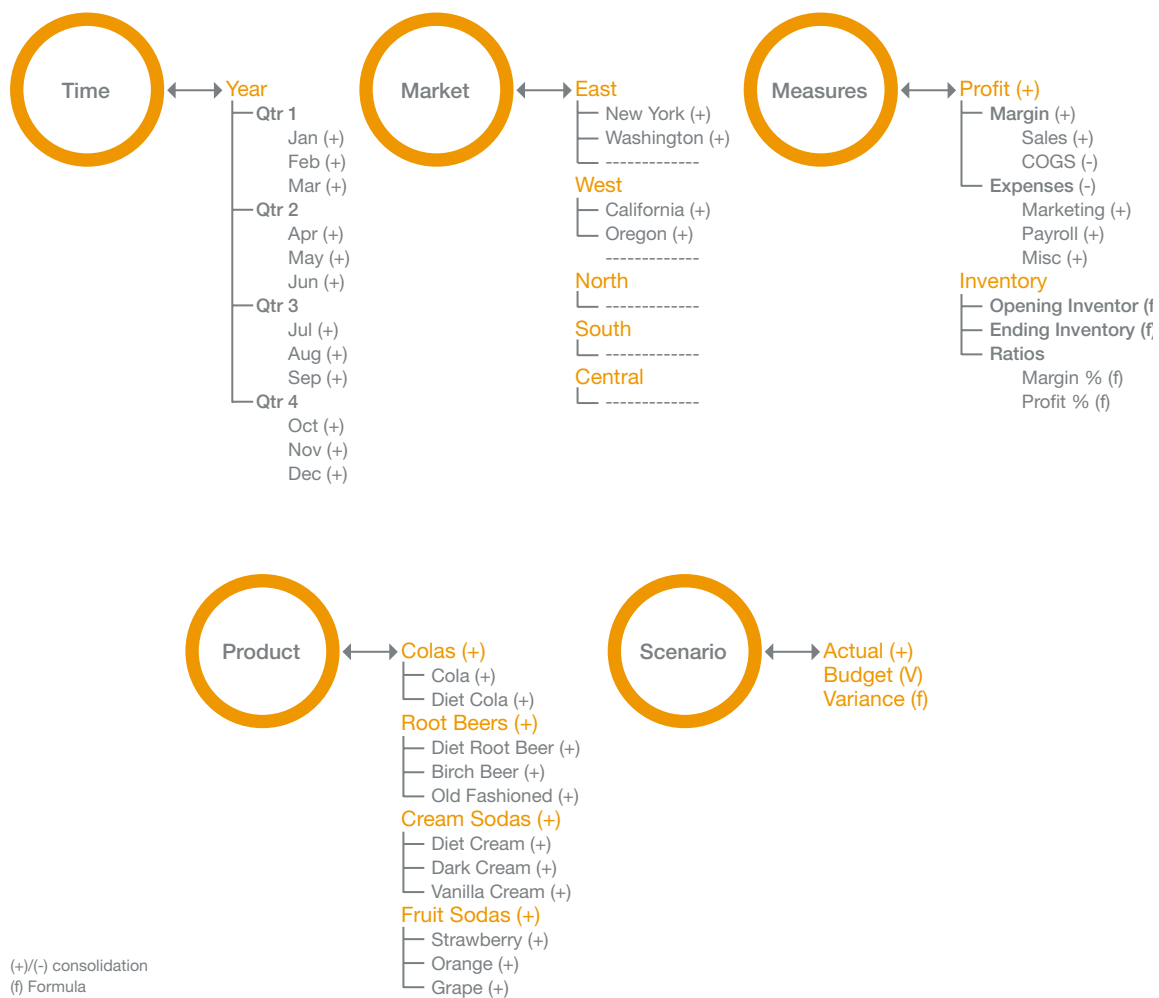 Time
Year
Qtr 1
Jan (+)
Feb (+)
Mar (+)
Qtr 2
Apr (+)
May (+)
Jun (+)
Qtr 3
Jul (+)
Aug (+)
Sep (+)
Qtr 4
Oct (+)
Nov (+)
Dec (+)
Market
East
New York (+)
Washington (+)
-------------
West
California (+)
Oregon (+)
-------------
North
-------------
South
-------------
Central
-------------
Measures
Profit (+)
Margin (+)
Sales (+)
COGS (-)
Expenses (-)
Marketing (+)
Payroll (+)
Misc (+)
Inventory
Opening Inventor (f
Ending Inventory (f)
Ratios
Margin % (f)
Profit % (f)
Product
Colas (+)
Cola (+)
Diet Cola (+)
Root Beers (+)
Diet Root Beer (+)
Birch Beer (+)
Old Fashioned (+)
Cream Sodas (+)
Diet Cream (+)
Dark Cream (+)
Vanilla Cream (+)
Fruit Sodas (+)
Strawberry (+)
Orange (+)
Grape (+)
Scenario
Actual (+)
Budget (V)
Variance (f)
(+)/(-) consolidation
(f) Formula